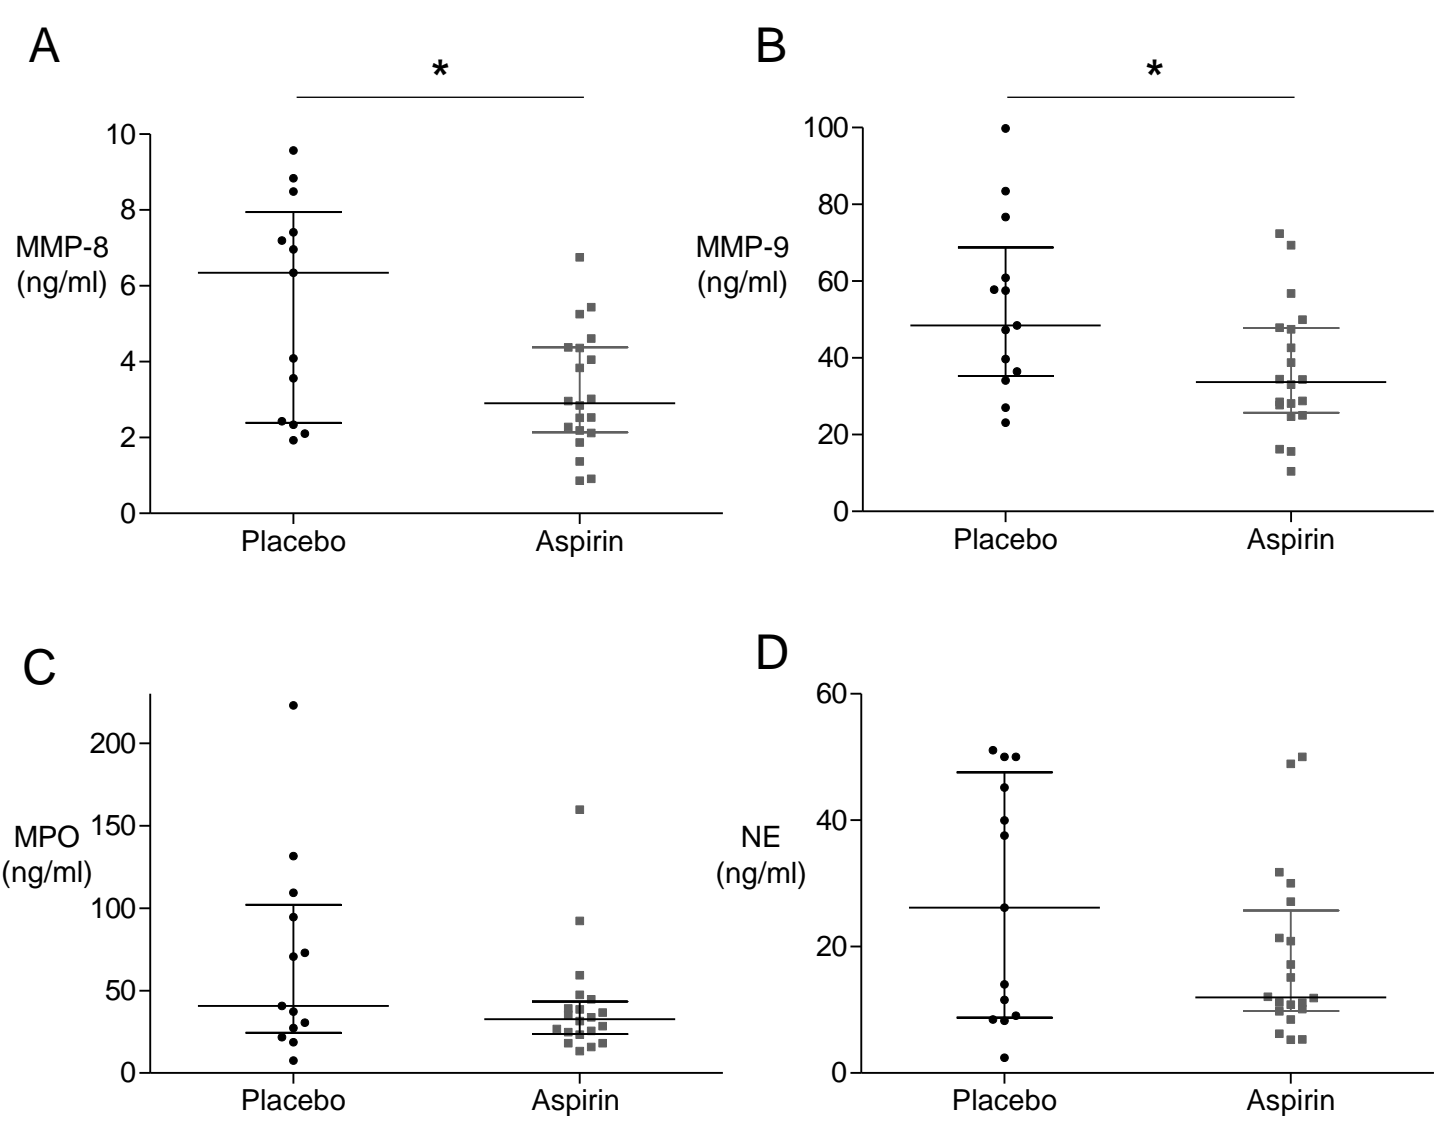 A
*
10
8
6
4
2
0
MMP-8
(ng/ml)
Placebo
Aspirin
B
*
100
80
60
40
20
0
MMP-9
(ng/ml)
Placebo
Aspirin
C
200
150
100
50
0
MPO
(ng/ml)
Placebo
Aspirin
D
60
40
20
0
NE
(ng/ml)
Placebo
Aspirin